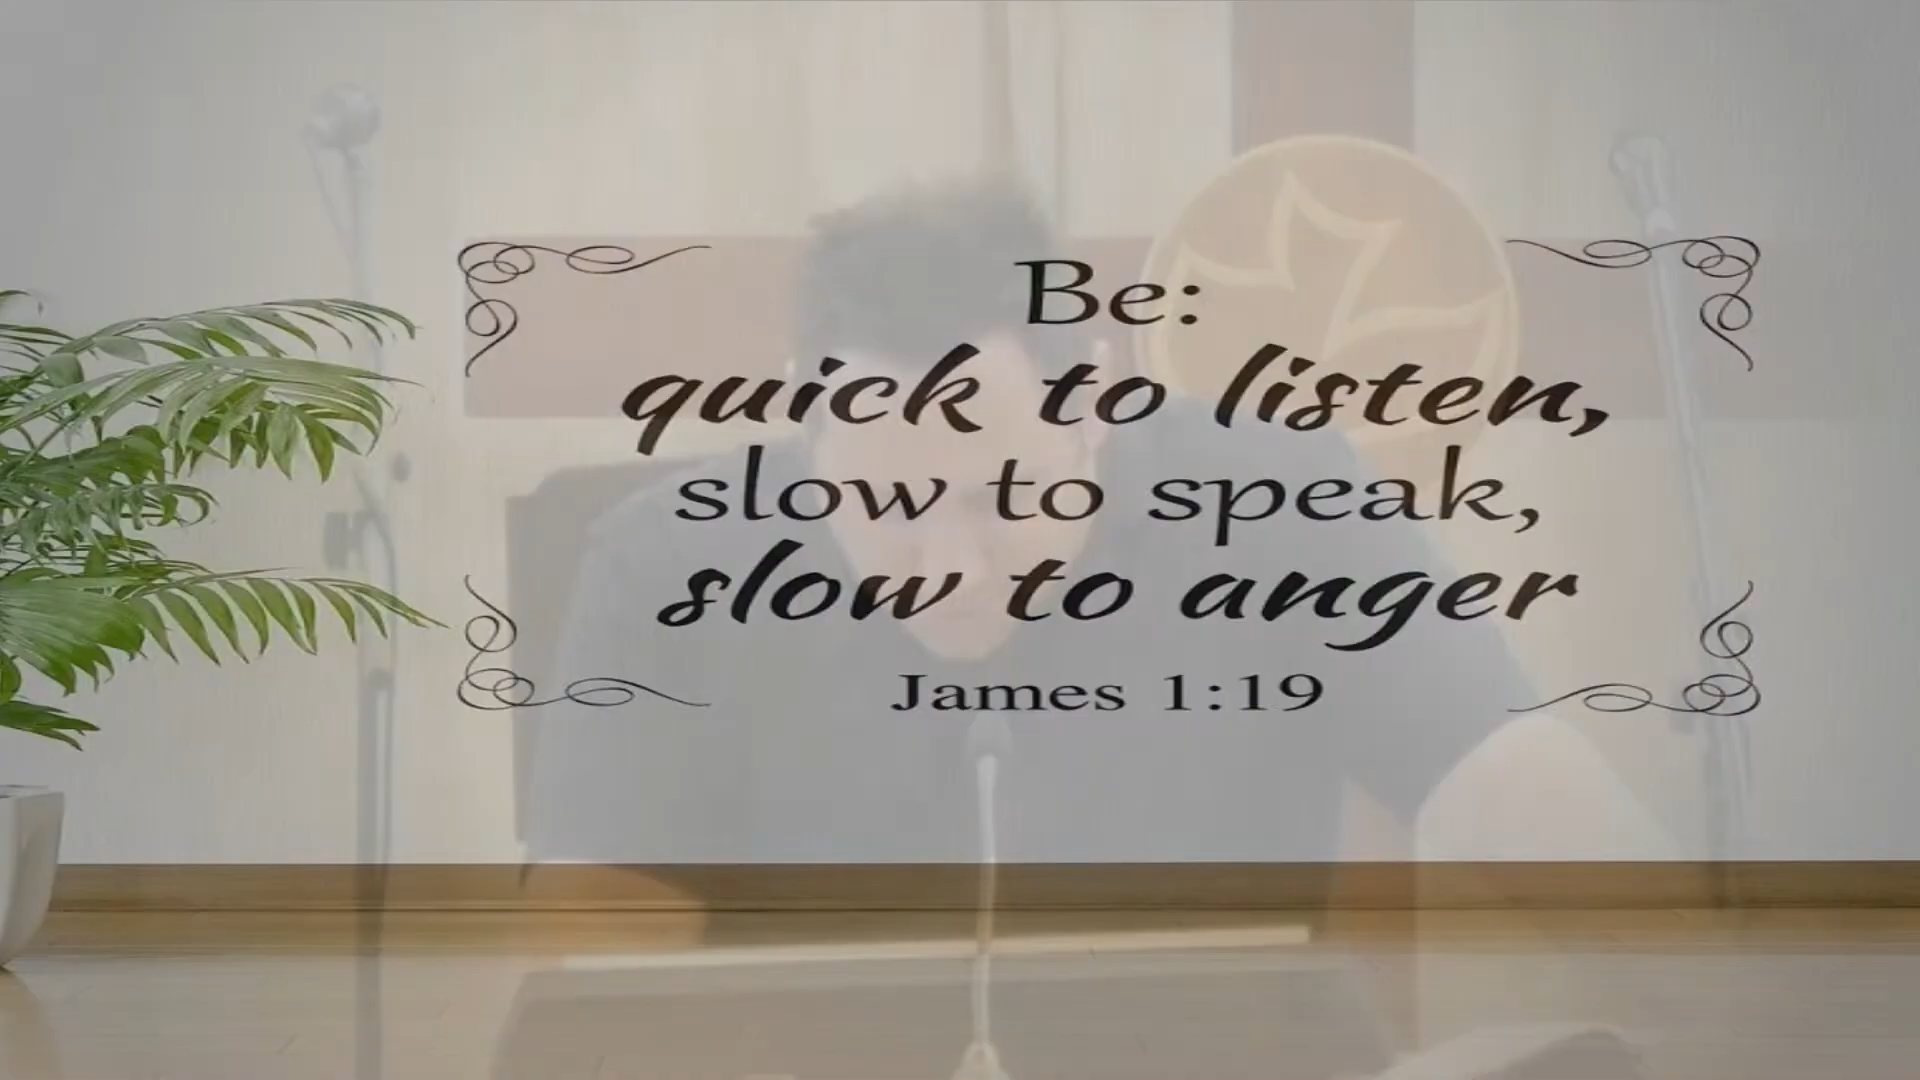 Be:
quick to listen,
slow to speak,
slow to anger
James 1:19